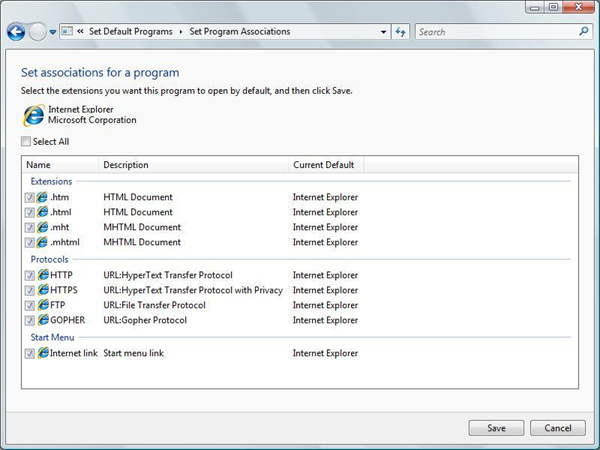 « Set Default Programs ▸ Set Program Associations Search
Set associations for a program
Select the extensions you want this program to open by default, and then click Save.
Internet Explorer
Microsoft Corporation
Select All
Name Description Current Default
Extensions
.htm HTML Document Internet Explorer
.html HTML Document Internet Explorer
.mht MHTML Document Internet Explorer
.mhtml MHTML Document Internet Explorer
Protocols
HTTP URL:HyperText Transfer Protocol Internet Explorer
HTTPS URL:HyperText Transfer Protocol with Privacy Internet Explorer
FTP URL:File Transfer Protocol Internet Explorer
GOPHER URL:Gopher Protocol Internet Explorer
Start Menu
Internet link Start menu link Internet Explorer
Save Cancel